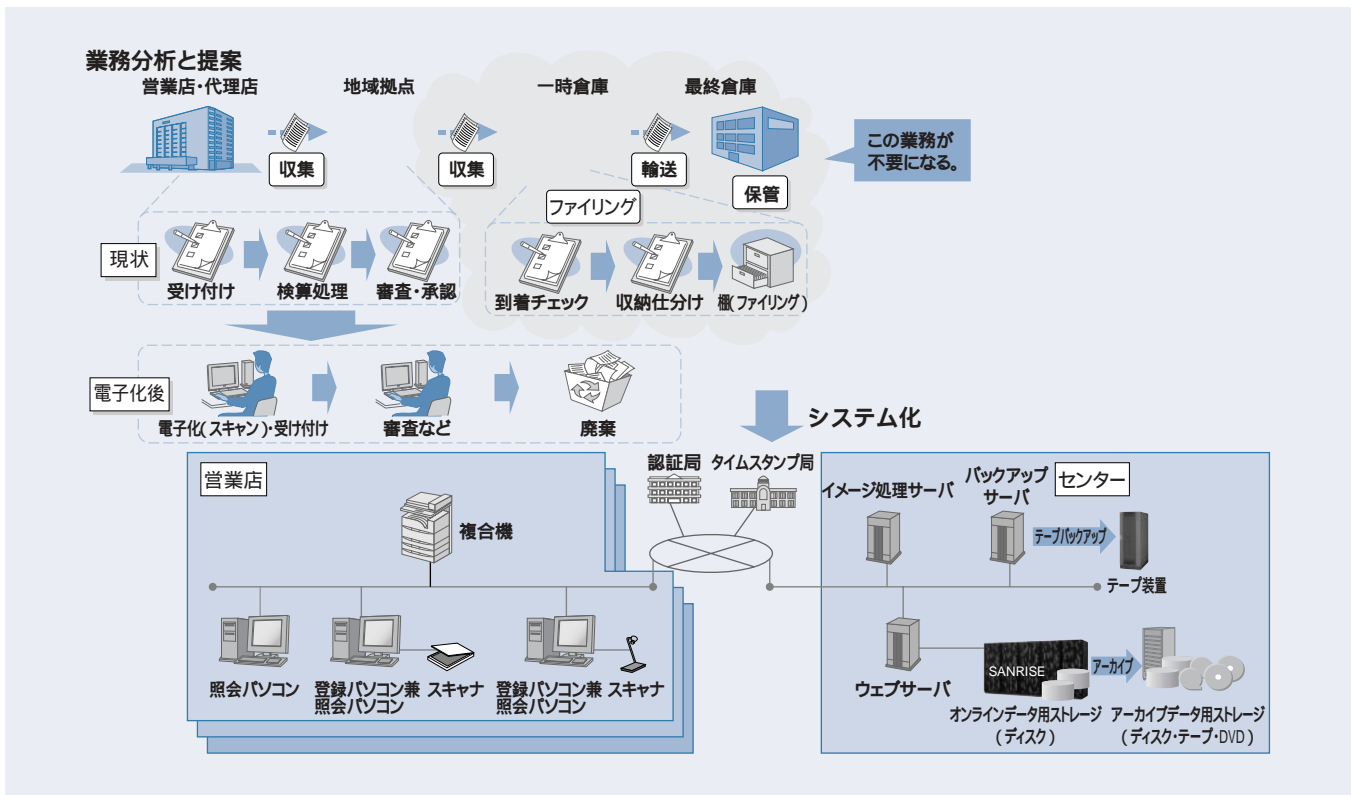 業務分析と提案
営業店・代理店
地域拠点
一時倉庫
最終倉庫
収集
収集
輸送
保管
この業務が
不要になる。
ファイリング
現状
受け付け
検算処理
審査・承認
到着チェック
収納仕分け
棚(ファイリング)
電子化後
電子化(スキャン)・受け付け
審査など
廃棄
システム化
営業店
複合機
照会パソコン
登録パソコン兼
照会パソコン
スキャナ
登録パソコン兼
照会パソコン
スキャナ
認証局
タイムスタンプ局
センター
イメージ処理サーバ
バックアップ
サーバ
テープバックアップ
テープ装置
ウェブサーバ
SANRISE
アーカイブ
オンラインデータ用ストレージ
(ディスク)
アーカイブデータ用ストレージ
(ディスク・テープ・DVD)